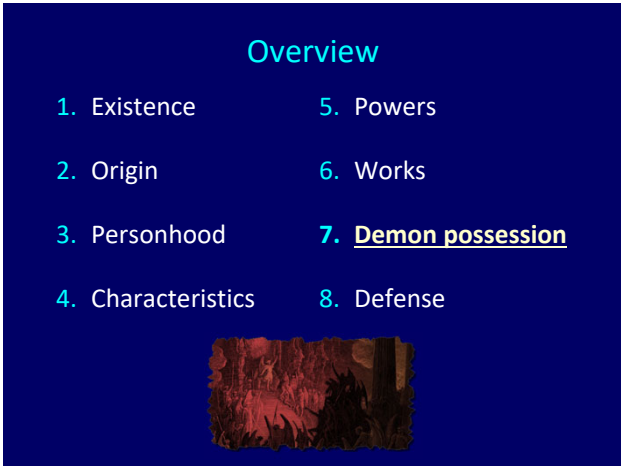 Overview
1. Existence
2. Origin
3. Personhood
4. Characteristics
5. Powers
6. Works
7. Demon possession
8. Defense